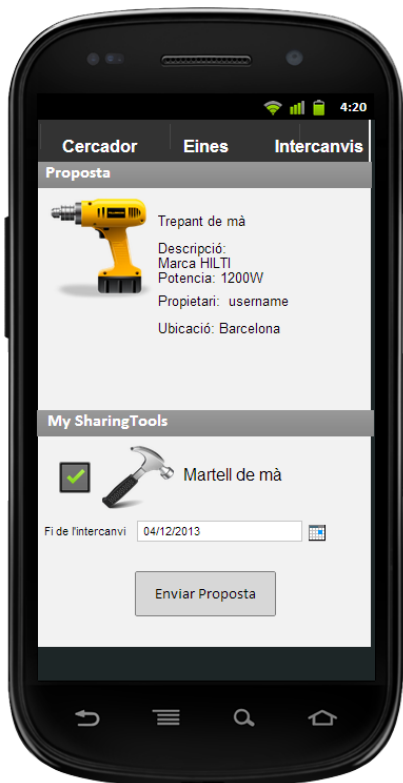 4:20
Cercador Eines Intercanvis
Proposta
Trepant de mà
Descripció:
Marca HILTI
Potencia: 1200W
Propietari: username
Ubicació: Barcelona
My SharingTools
Martell de mà
Fi de l'intercanvi 04/12/2013
Enviar Proposta